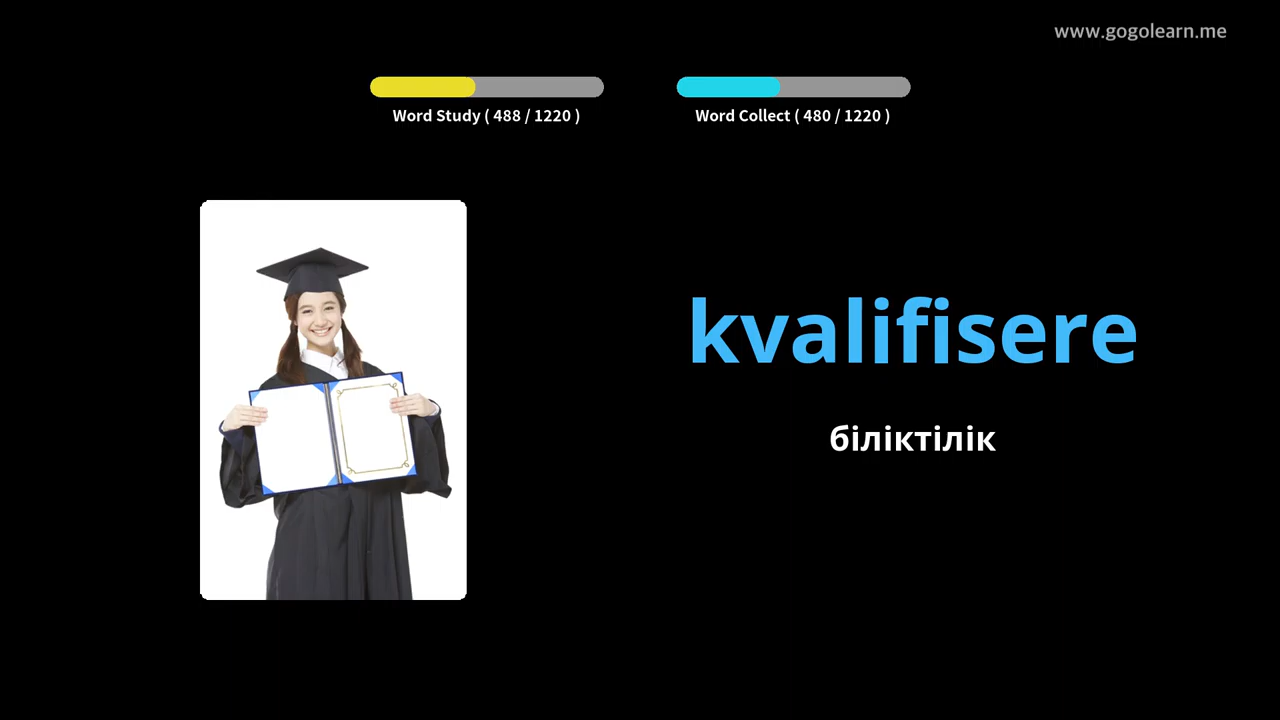 www.gogolearn.me
Word Study ( 488 / 1220 )
Word Collect ( 480 / 1220 )
kvalifisere
біліктілік